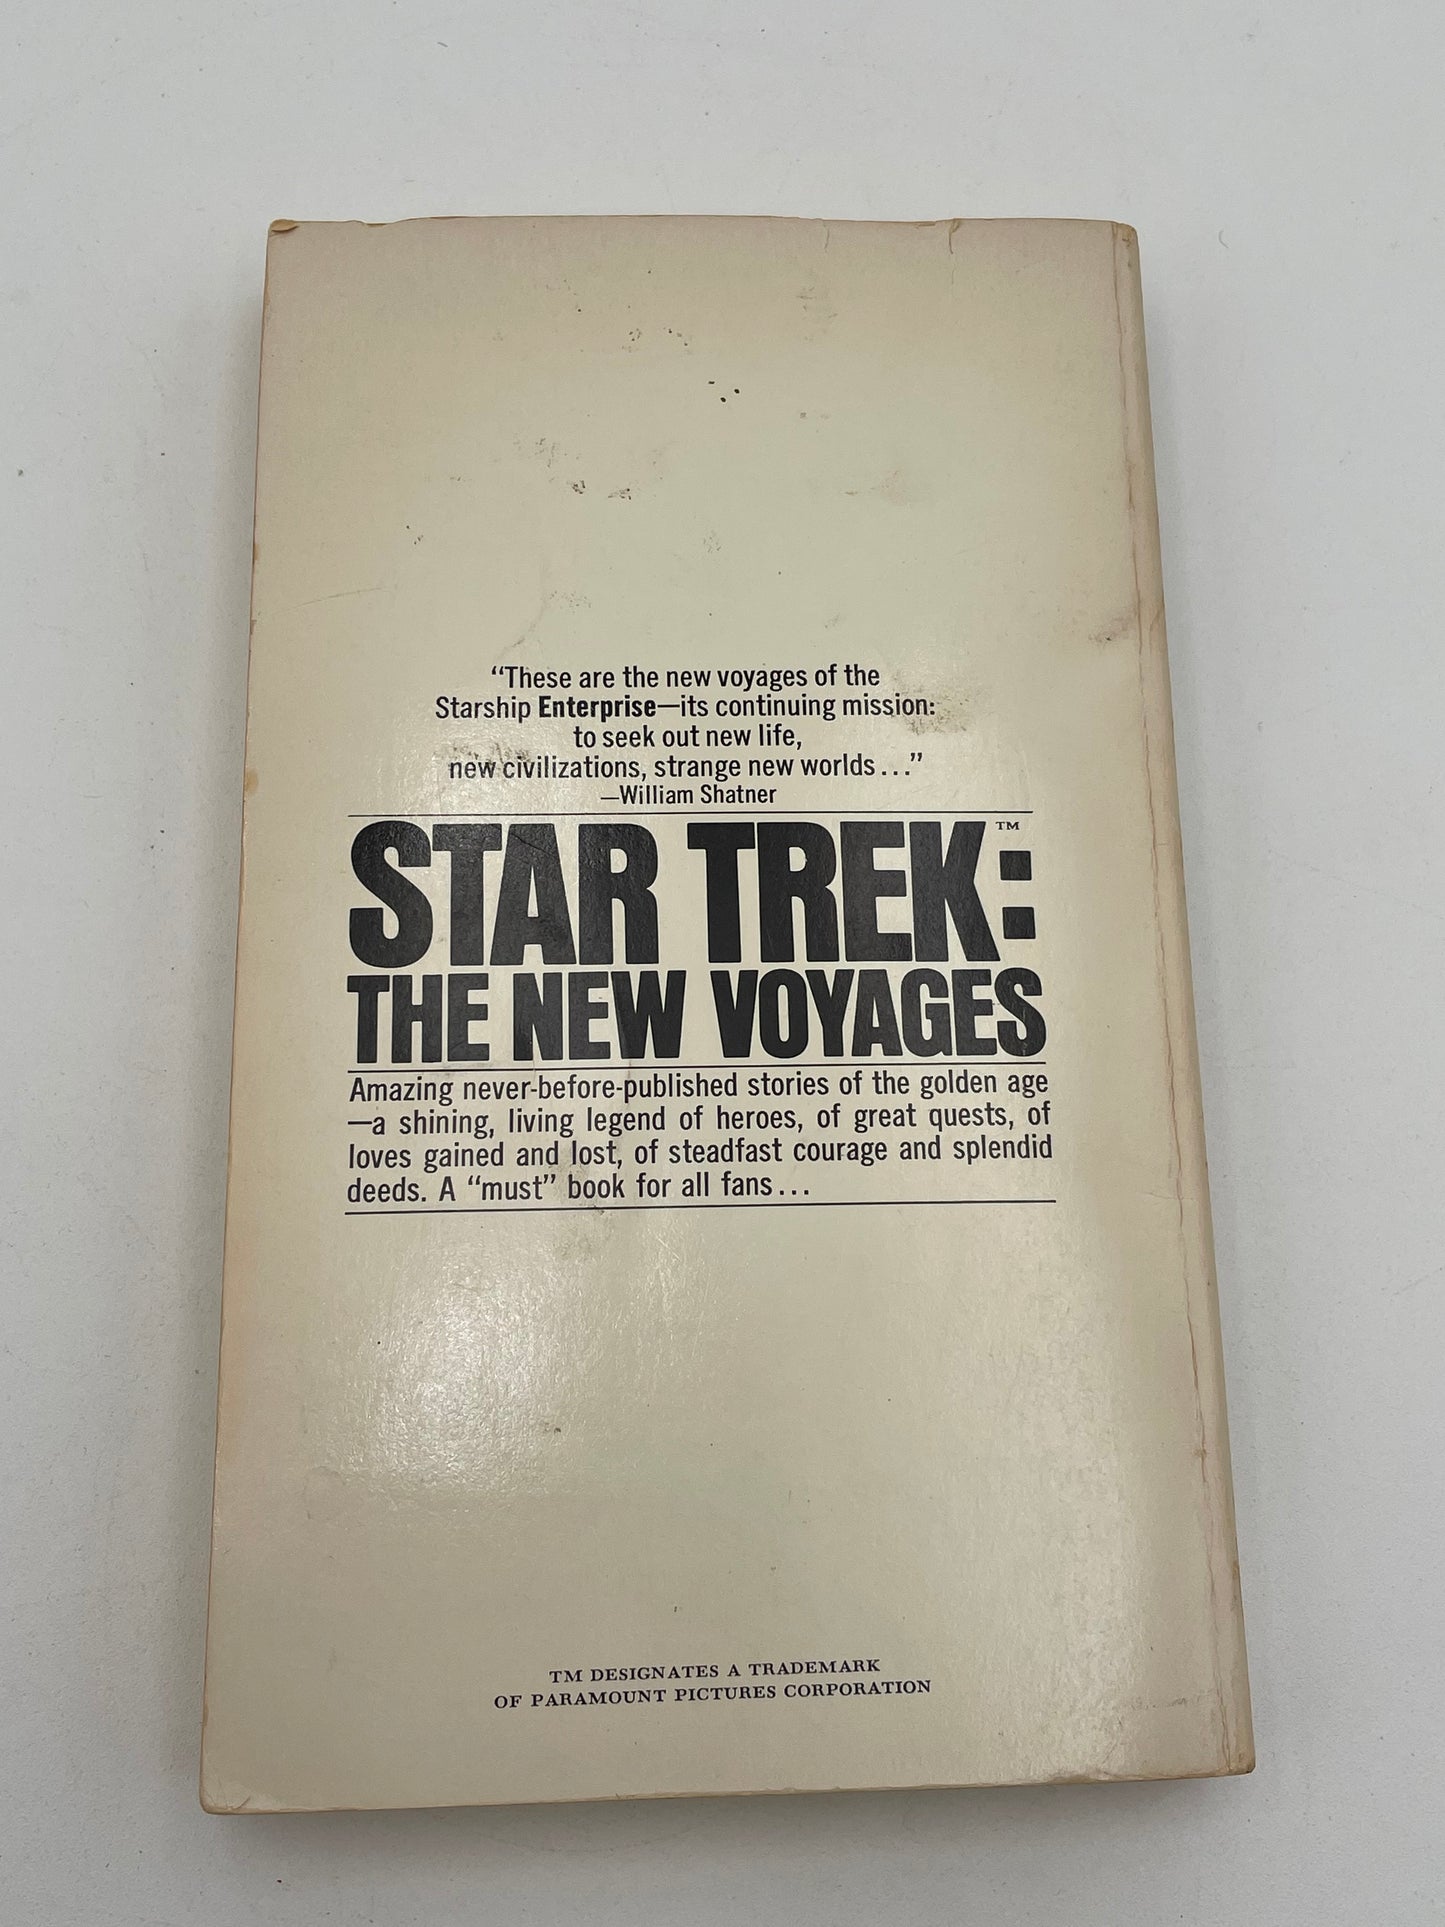 “These are the new voyages of the
Starship Enterprise—its continuing mission:
to seek out new life,
new civilizations, strange new worlds...”
—William Shatner
STAR TREK:™
THE NEW VOYAGES
Amazing never-before-published stories of the golden age
—a shining, living legend of heroes, of great quests, of
loves gained and lost, of steadfast courage and splendid
deeds. A “must” book for all fans...
TM DESIGNATES A TRADEMARK
OF PARAMOUNT PICTURES CORPORATION